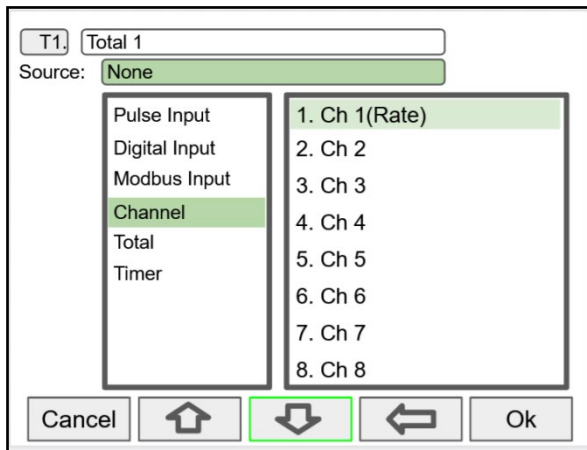 T1. Total 1
Source: None
Pulse Input
Digital Input
Modbus Input
Channel
Total
Timer
1. Ch 1(Rate)
2. Ch 2
3. Ch 3
4. Ch 4
5. Ch 5
6. Ch 6
7. Ch 7
8. Ch 8
Cancel
Ok